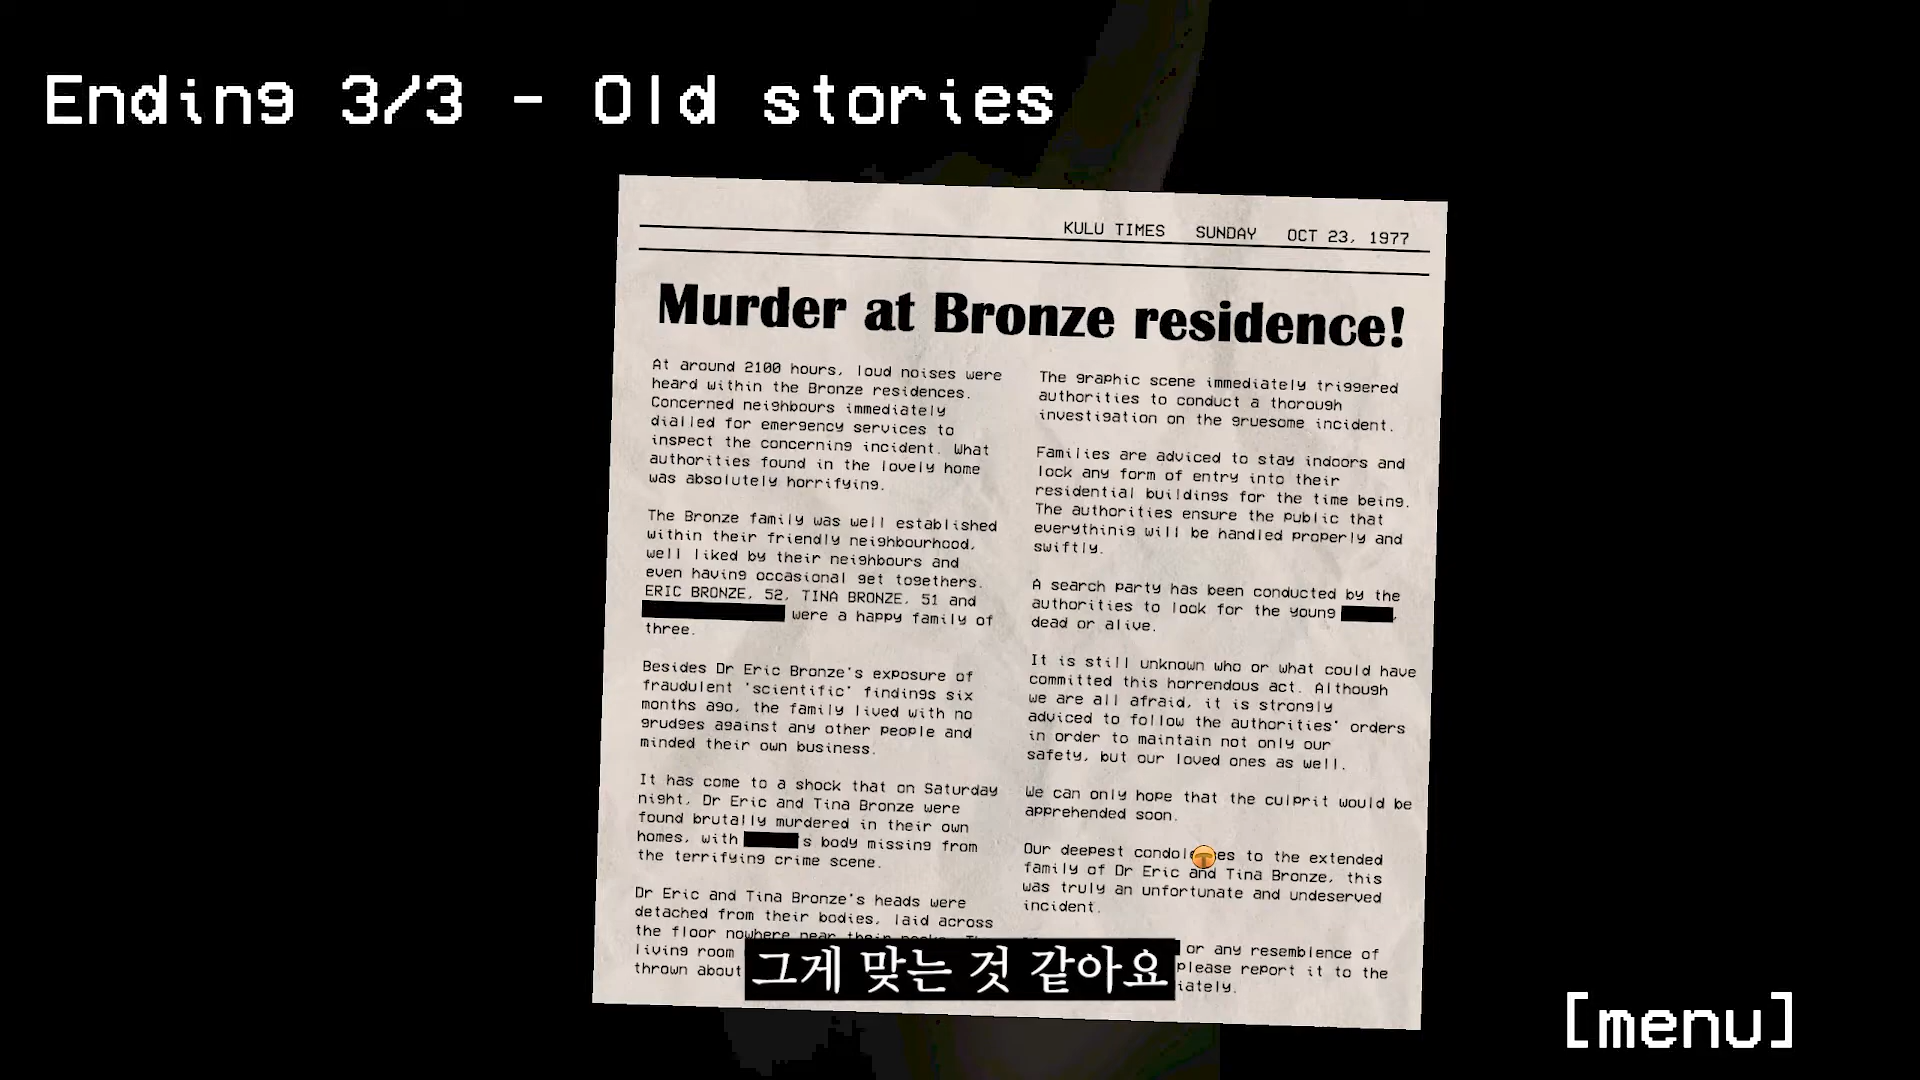 Ending 3/3 - Old stories
KULU TIMES SUNDAY OCT 23, 1977
Murder at Bronze residence!
At around 2100 hours, loud noises were
heard within the Bronze residences.
Concerned neighbours immediately
dialled for emergency services to
inspect the concerning incident. What
authorities found in the lovely home
was absolutely horrifying.
The Bronze family was well established
within their friendly neighbourhood,
well liked by their neighbours and
even having occasional get togethers.
ERIC BRONZE, 52, TINA BRONZE, 51 and
were a happy family of
three.
Besides Dr Eric Bronze's exposure of
fraudulent 'scientific' findings six
months ago, the family lived with no
grudges against any other people and
minded their own business.
It has come to a shock that on Saturday
night, Dr Eric and Tina Bronze were
found brutally murdered in their own
homes, with s body missing from
the terrifying crime scene.
Dr Eric and Tina Bronze's heads were
detached from their bodies, laid across
the floor nowhere near their
living room
thrown about
The graphic scene immediately triggered
authorities to conduct a thorough
investigation on the gruesome incident.
Families are adviced to stay indoors and
lock any form of entry into their
residential buildings for the time being.
The authorities ensure the public that
everythinig will be handled properly and
swiftly.
A search party has been conducted by the
authorities to look for the young ,
dead or alive.
It is still unknown who or what could have
committed this horrendous act. Although
we are all afraid, it is strongly
adviced to follow the authorities' orders
in order to maintain not only our
safety, but our loved ones as well.
We can only hope that the culprit would be
apprehended soon.
Our deepest to the extended
family of Dr Eric and Tina Bronze, this
was truly an unfortunate and undeserved
incident.
or any resemblence of
please report it to the
그게 맞는 것 같아요
[menu]